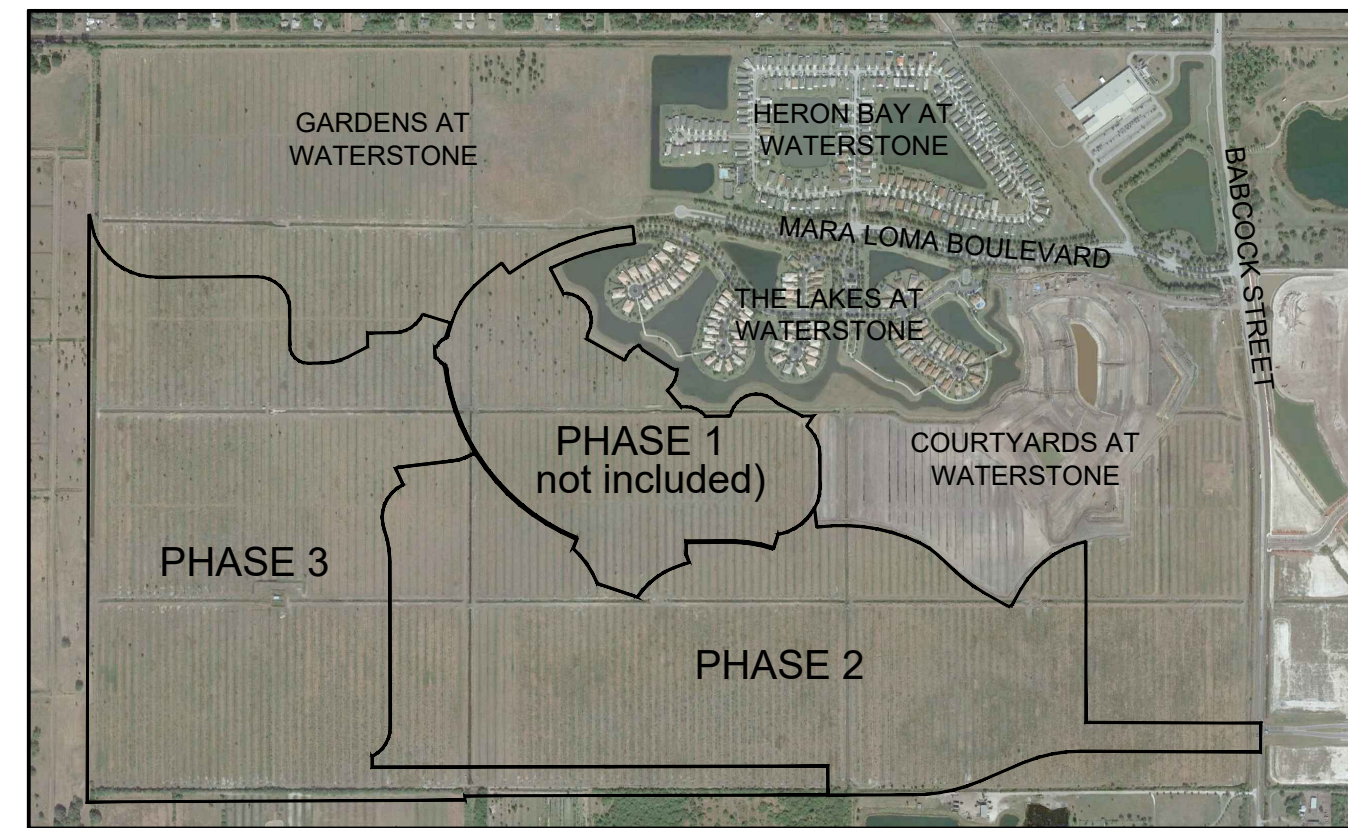 GARDENS AT
WATERSTONE
HERON BAY AT
WATERSTONE
MARA LOMA BOULEVARD
BABCOCK STREET
THE LAKES AT
WATERSTONE
PHASE 1
not included)
COURTYARDS AT
WATERSTONE
PHASE 3
PHASE 2